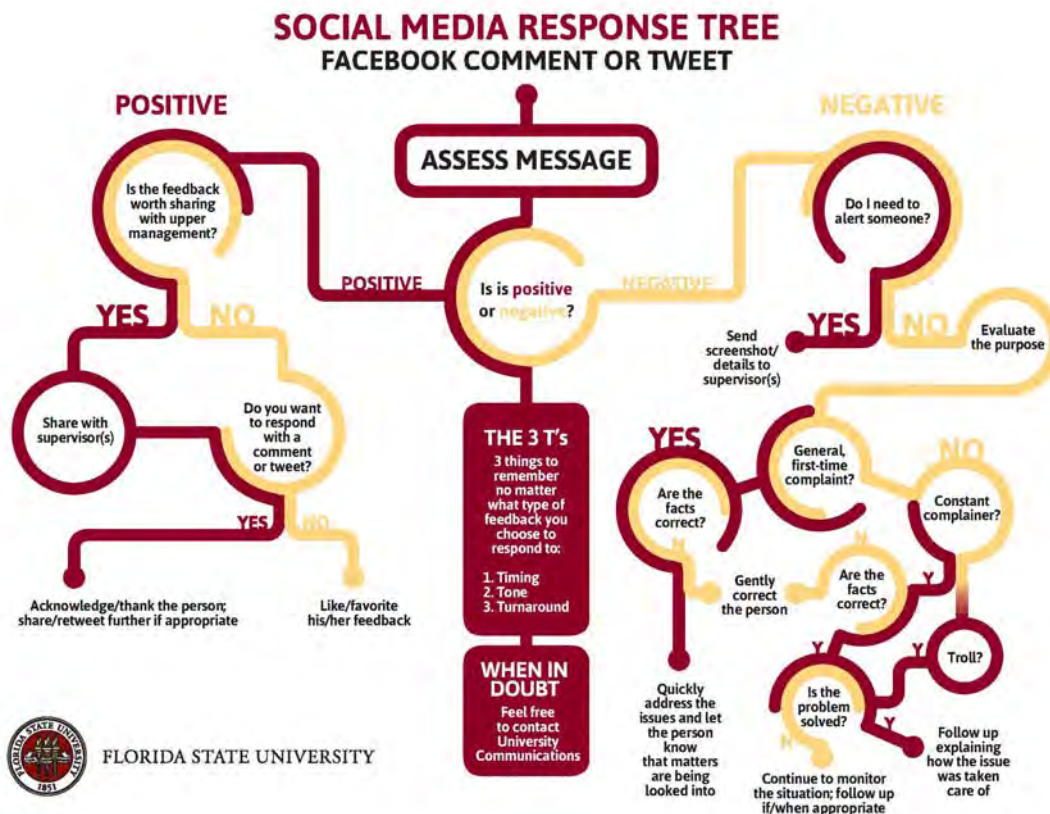 SOCIAL MEDIA RESPONSE TREE
FACEBOOK COMMENT OR TWEET
ASSESS MESSAGE
Is is positive
or negative?
POSITIVE
NEGATIVE
POSITIVE
Is the feedback
worth sharing
with upper
management?
YES
NO
Share with
supervisor(s)
Do you want
to respond
with a
comment
or tweet?
YES
NO
Acknowledge/thank the person;
share/retweet further if appropriate
Like/favorite
his/her feedback
THE 3 T's
3 things to
remember
no matter
what type of
feedback you
choose to
respond to:
1. Timing
2. Tone
3. Turnaround
WHEN IN
DOUBT
Feel free
to contact
University
Communications
NEGATIVE
Do I need to
alert someone?
YES
NO
Send
screenshot/
details to
supervisor(s)
Evaluate
the purpose
General,
first-time
complaint?
YES
NO
Are the
facts
correct?
N
Gently
correct
the person
Quickly
address the
issues and let
the person
know
that matters
are being
looked into
Constant
complainer?
Y
Are the
facts
correct?
N
Y
Troll?
Y
Is the
problem
solved?
N
Y
Continue to monitor
the situation; follow up
if/when appropriate
Follow up
explaining
how the issue
was taken
care of
FLORIDA STATE UNIVERSITY
1851
FLORIDA STATE UNIVERSITY